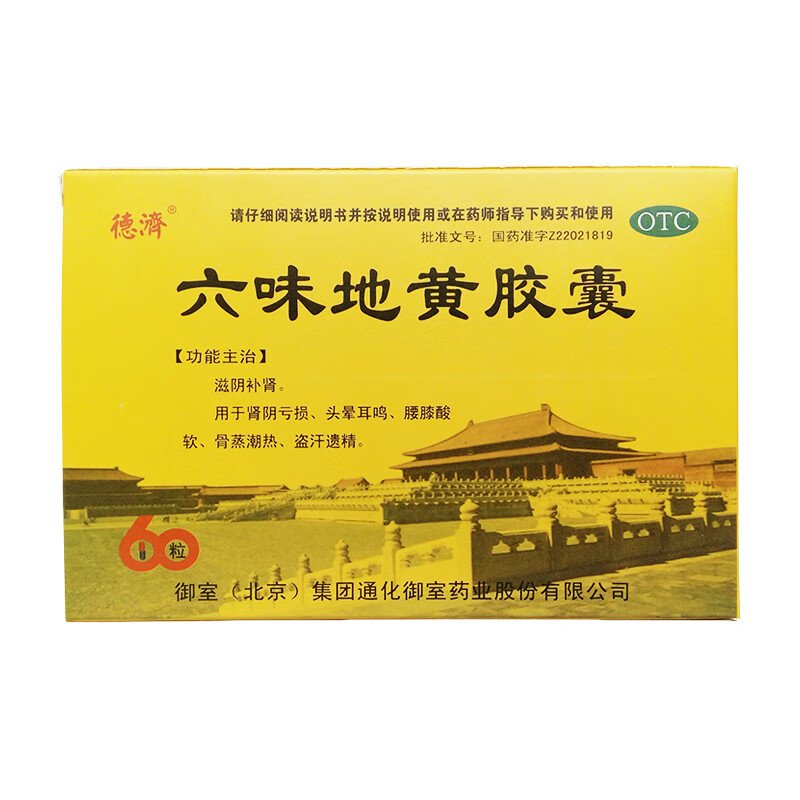 德濟®
请仔细阅读说明书并按说明使用或在药师指导下购买和使用
OTC
批准文号：国药准字Z22021819
六味地黄胶囊
【功能主治】
滋阴补肾。
用于肾阴亏损、头晕耳鸣、腰膝酸
软、骨蒸潮热、盗汗遗精。
60粒
御室（北京）集团通化御室药业股份有限公司